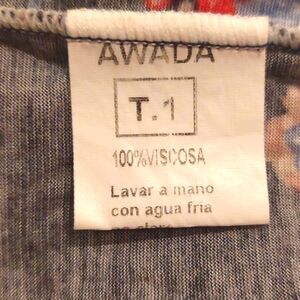 AWADA
T.1
100%VISCOSA
Lavar a mano
con agua fria